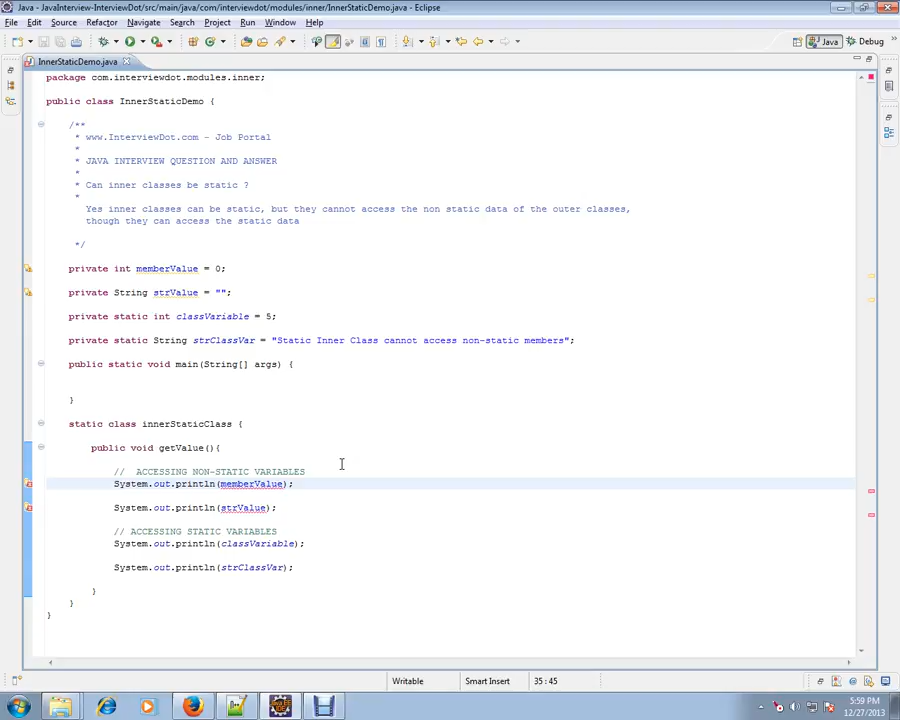 Java - JavaInterview-InterviewDot/src/main/java/com/interviewdot/modules/inner/InnerStaticDemo.java - Eclipse
File Edit Source Refactor Navigate Search Project Run Window Help
Java Debug
InnerStaticDemo.java
package com.interviewdot.modules.inner;
public class InnerStaticDemo {
/**
* www.InterviewDot.com - Job Portal
*
* JAVA INTERVIEW QUESTION AND ANSWER
*
* Can inner classes be static ?
*
Yes inner classes can be static, but they cannot access the non static data of the outer classes,
though they can access the static data
*/
private int memberValue = 0;
private String strValue = "";
private static int classVariable = 5;
private static String strClassVar = "Static Inner Class cannot access non-static members";
public static void main(String[] args) {
}
static class innerStaticClass {
public void getValue(){
// ACCESSING NON-STATIC VARIABLES
System.out.println(memberValue);
System.out.println(strValue);
// ACCESSING STATIC VARIABLES
System.out.println(classVariable);
System.out.println(strClassVar);
}
}
}
Writable Smart Insert 35 : 45
5:59 PM
12/27/2013